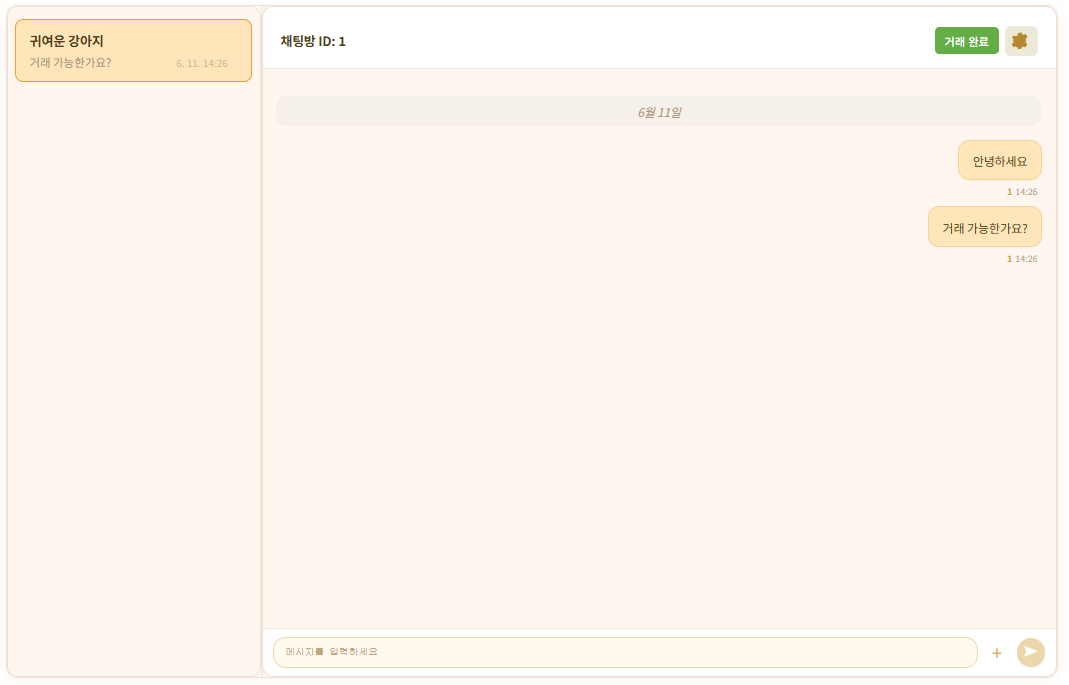 귀여운 강아지
거래 가능한가요?
6. 11. 14:26
채팅방 ID: 1
거래 완료
6월 11일
안녕하세요
1 14:26
거래 가능한가요?
1 14:26
메시지를 입력하세요
+